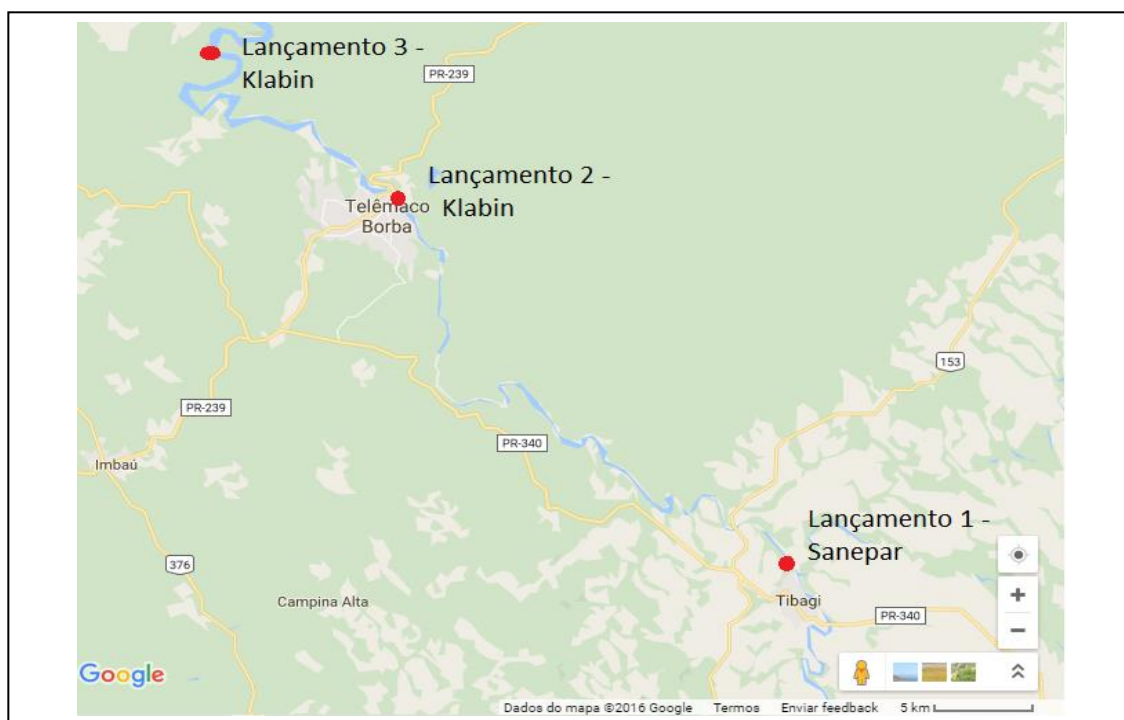 Lançamento 3 -
Klabin
PR-239
Lançamento 2 -
Klabin
Telêmaco
Borba
153
PR-239
PR-340
Imbaú
Lançamento 1 -
Sanepar
376
Campina Alta
Tibagi
PR-340
Google
Dados do mapa ©2016 Google Termos Enviar feedback 5 km